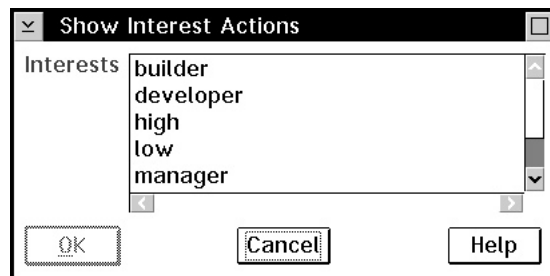 Show Interest Actions
Interests
builder
developer
high
low
manager
OK
Cancel
Help